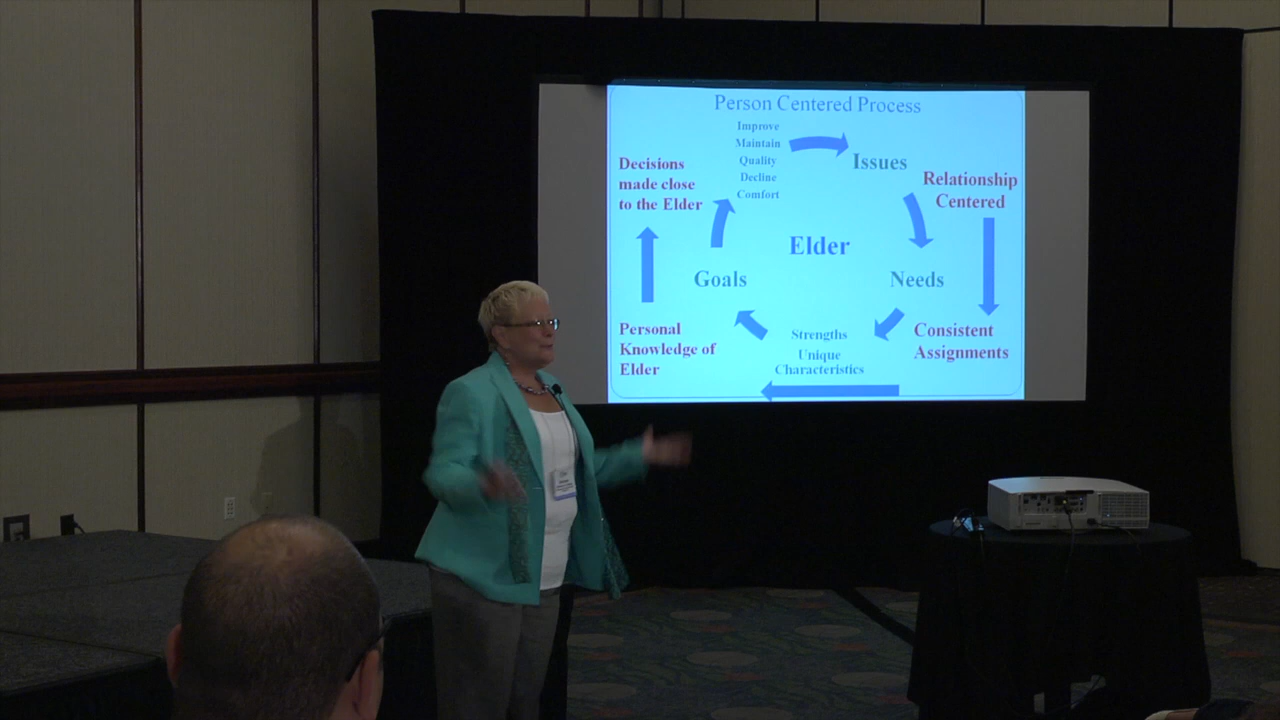 Person Centered Process
Improve
Maintain
Quality
Decline
Comfort
Issues
Decisions
made close
to the Elder
Relationship
Centered
Elder
Goals
Needs
Personal
Knowledge of
Elder
Strengths
Unique
Characteristics
Consistent
Assignments